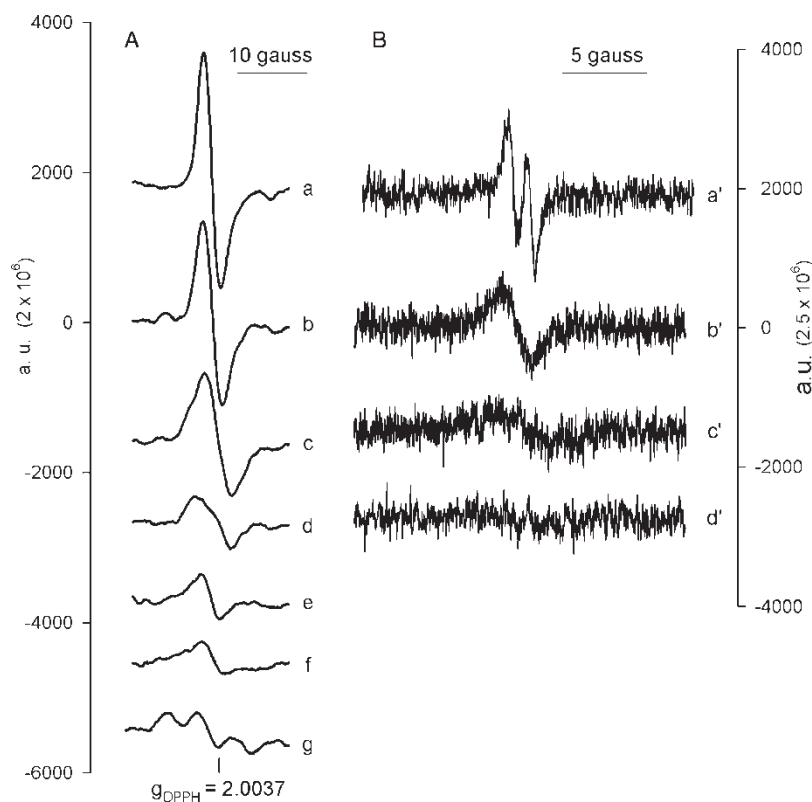 A
B
10 gauss
5 gauss
4000
2000
0
-2000
-4000
-6000
a.u. (2 x 10⁶)
a
b
c
d
e
f
g
g_DPPH = 2.0037
a'
b'
c'
d'
4000
2000
0
-2000
-4000
a.u. (2.5 x 10⁶)